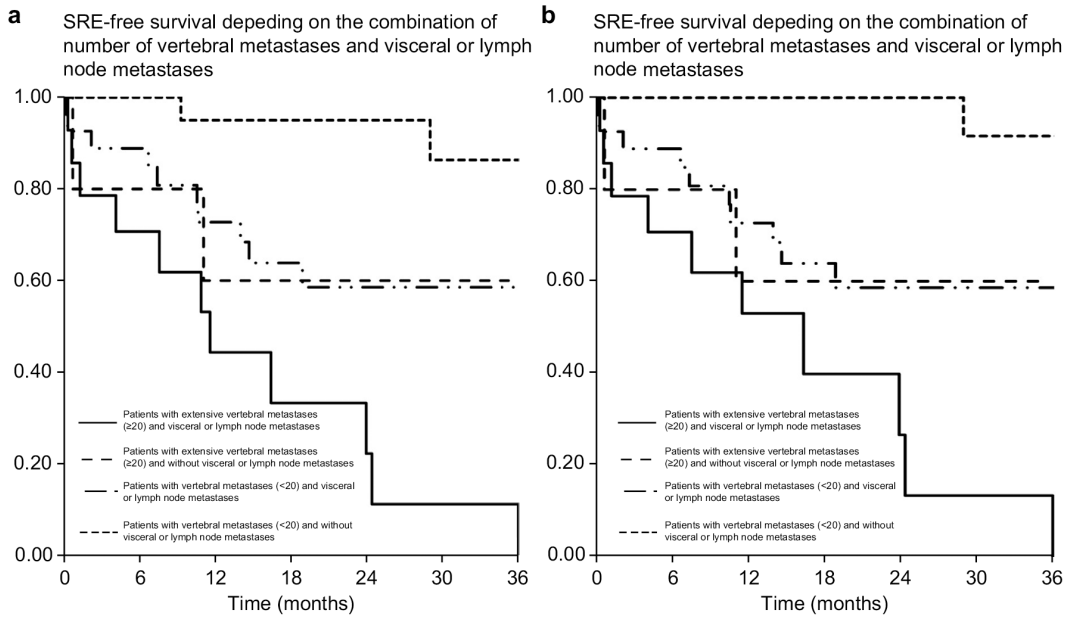 a
SRE-free survival depeding on the combination of
number of vertebral metastases and visceral or lymph
node metastases
1.00
0.80
0.60
0.40
0.20
0.00
Patients with extensive vertebral metastases
(≥20) and visceral or lymph node metastases
Patients with extensive vertebral metastases
(≥20) and without visceral or lymph node metastases
Patients with vertebral metastases (<20) and visceral
or lymph node metastases
Patients with vertebral metastases (<20) and without
visceral or lymph node metastases
0 6 12 18 24 30 36
Time (months)
b
SRE-free survival depeding on the combination of
number of vertebral metastases and visceral or lymph
node metastases
1.00
0.80
0.60
0.40
0.20
0.00
Patients with extensive vertebral metastases
(≥20) and visceral or lymph node metastases
Patients with extensive vertebral metastases
(≥20) and without visceral or lymph node metastases
Patients with vertebral metastases (<20) and visceral
or lymph node metastases
Patients with vertebral metastases (<20) and without
visceral or lymph node metastases
0 6 12 18 24 30 36
Time (months)